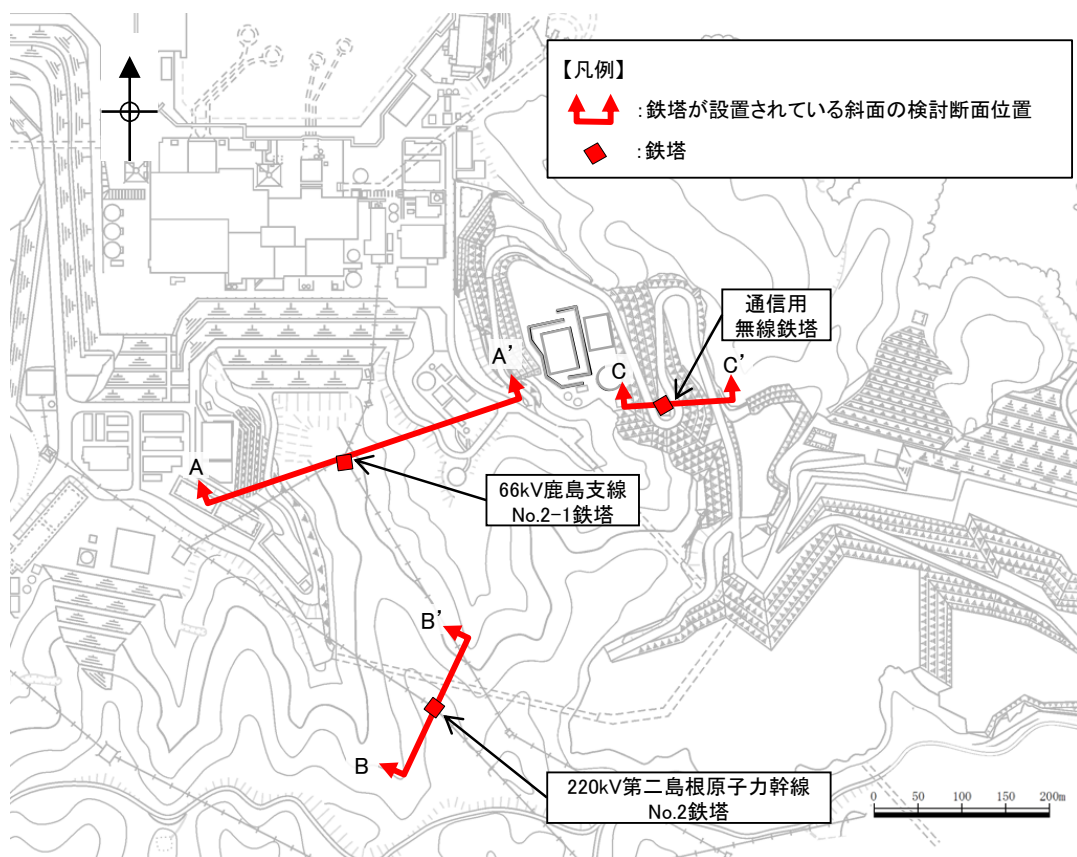 【凡例】
:鉄塔が設置されている斜面の検討断面位置
:鉄塔
通信用
無線鉄塔
A'
C
C'
A
66kV鹿島支線
No.2-1鉄塔
B'
B
220kV第二島根原子力幹線
No.2鉄塔
0 50 100 150 200m